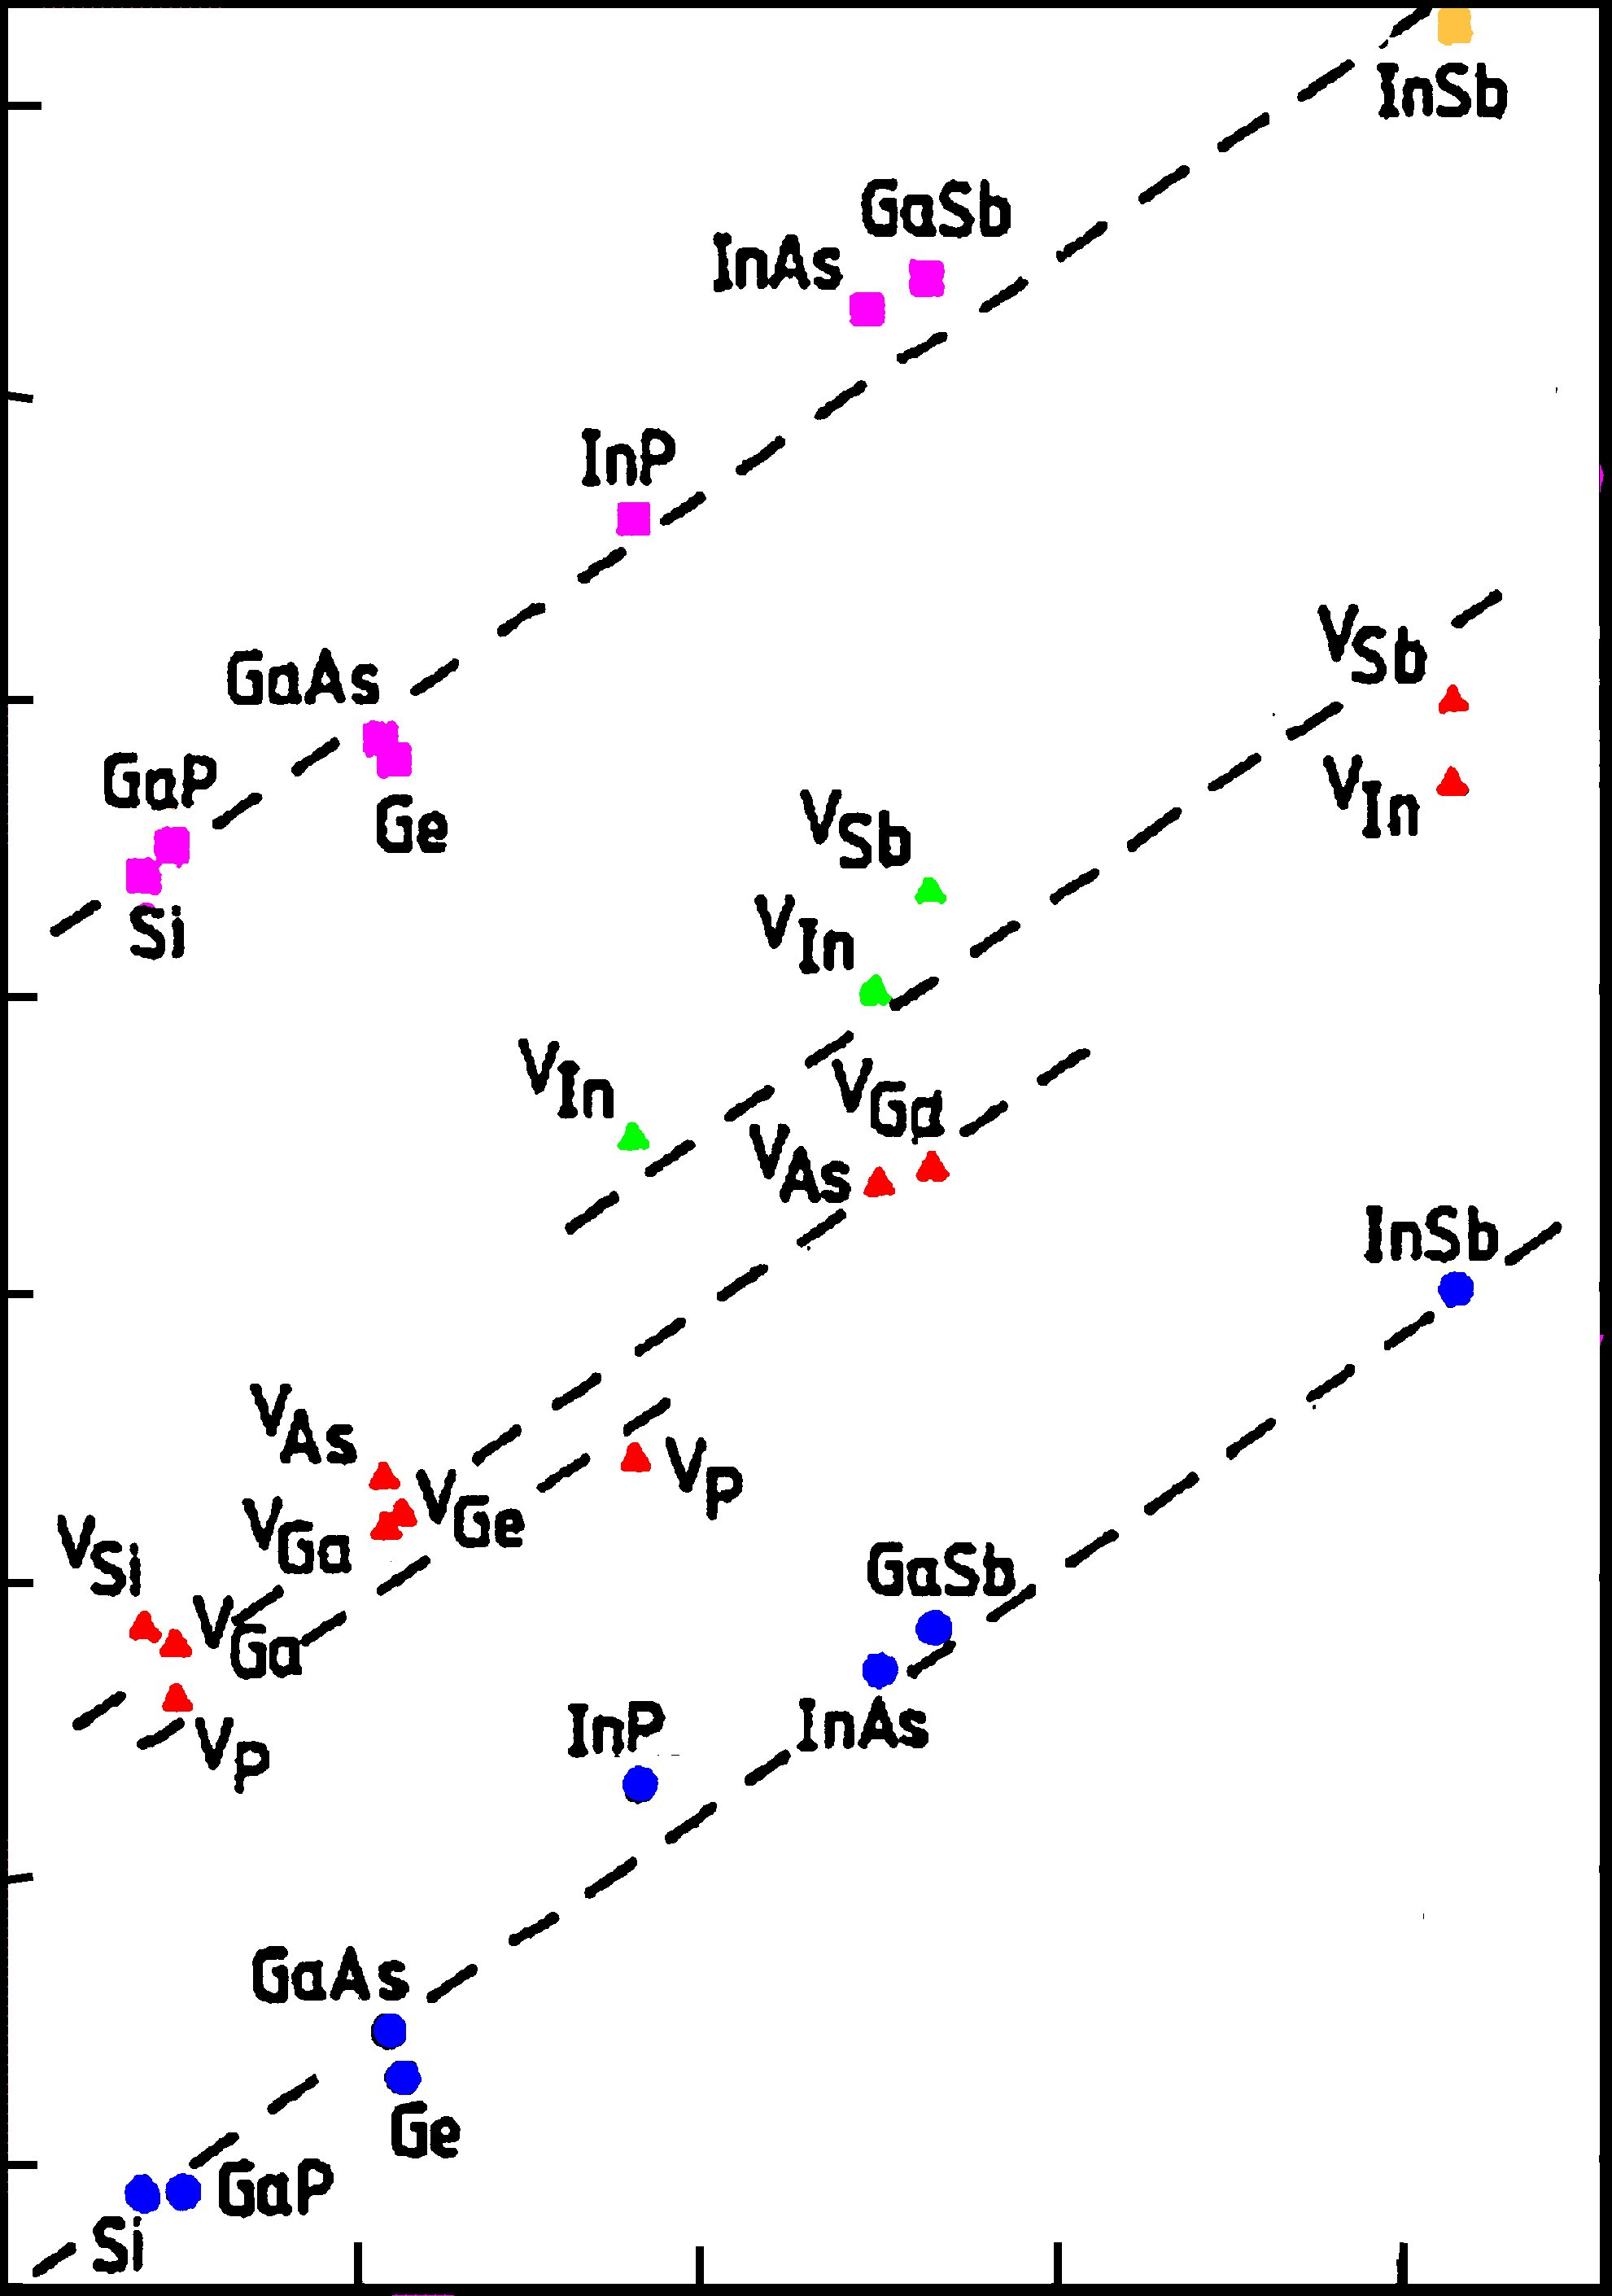 InSb
GaSb
InAs
InP
GaAs
GaP
Ge
Si
VSb
VIn
VSb
VIn
VIn
VGa
VAs
InSb
VAs
VP
VGe
VGa
VSi
VGa
VP
GaSb
InAs
InP
GaAs
Ge
GaP
Si